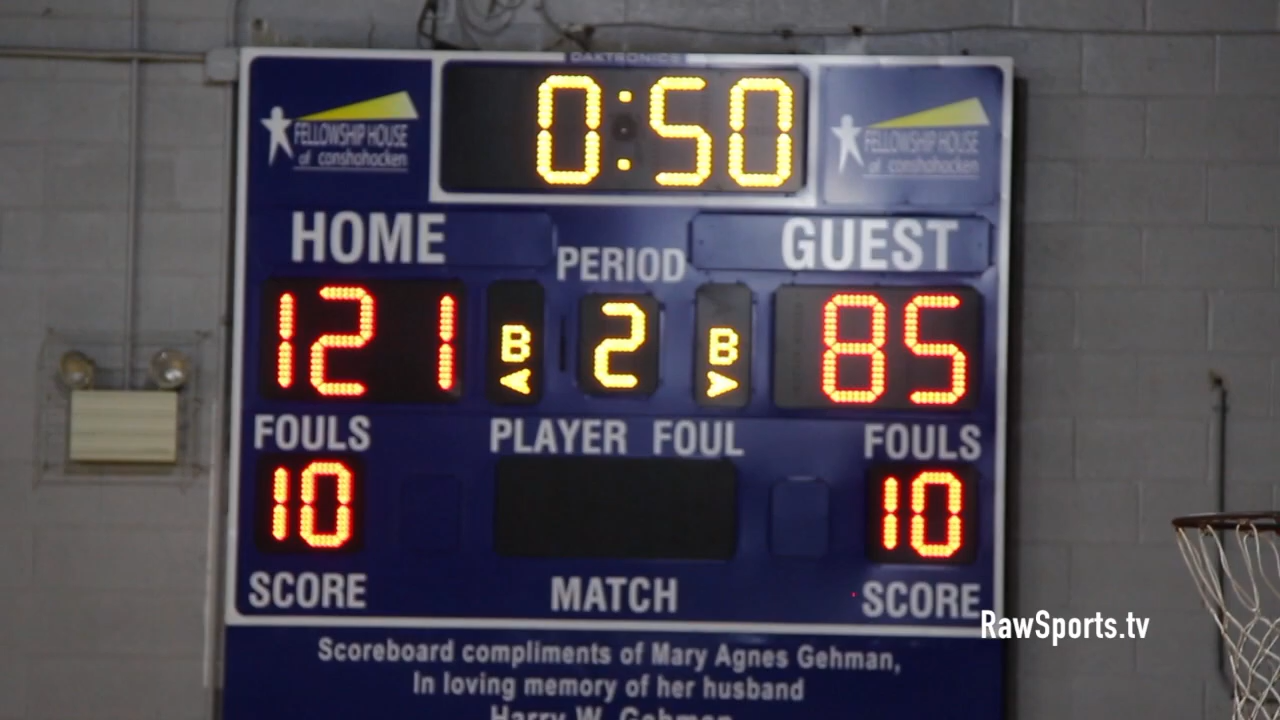 DAKTRONICS
FELLOWSHIP HOUSE
of conshohocken
0:50
FELLOWSHIP HOUSE
of conshohocken
HOME
PERIOD
GUEST
121
B
2
B
85
FOULS
PLAYER FOUL
FOULS
10
10
SCORE
MATCH
SCORE
RawSports.tv
Scoreboard compliments of Mary Agnes Gehman,
In loving memory of her husband
Harry W. Gehman